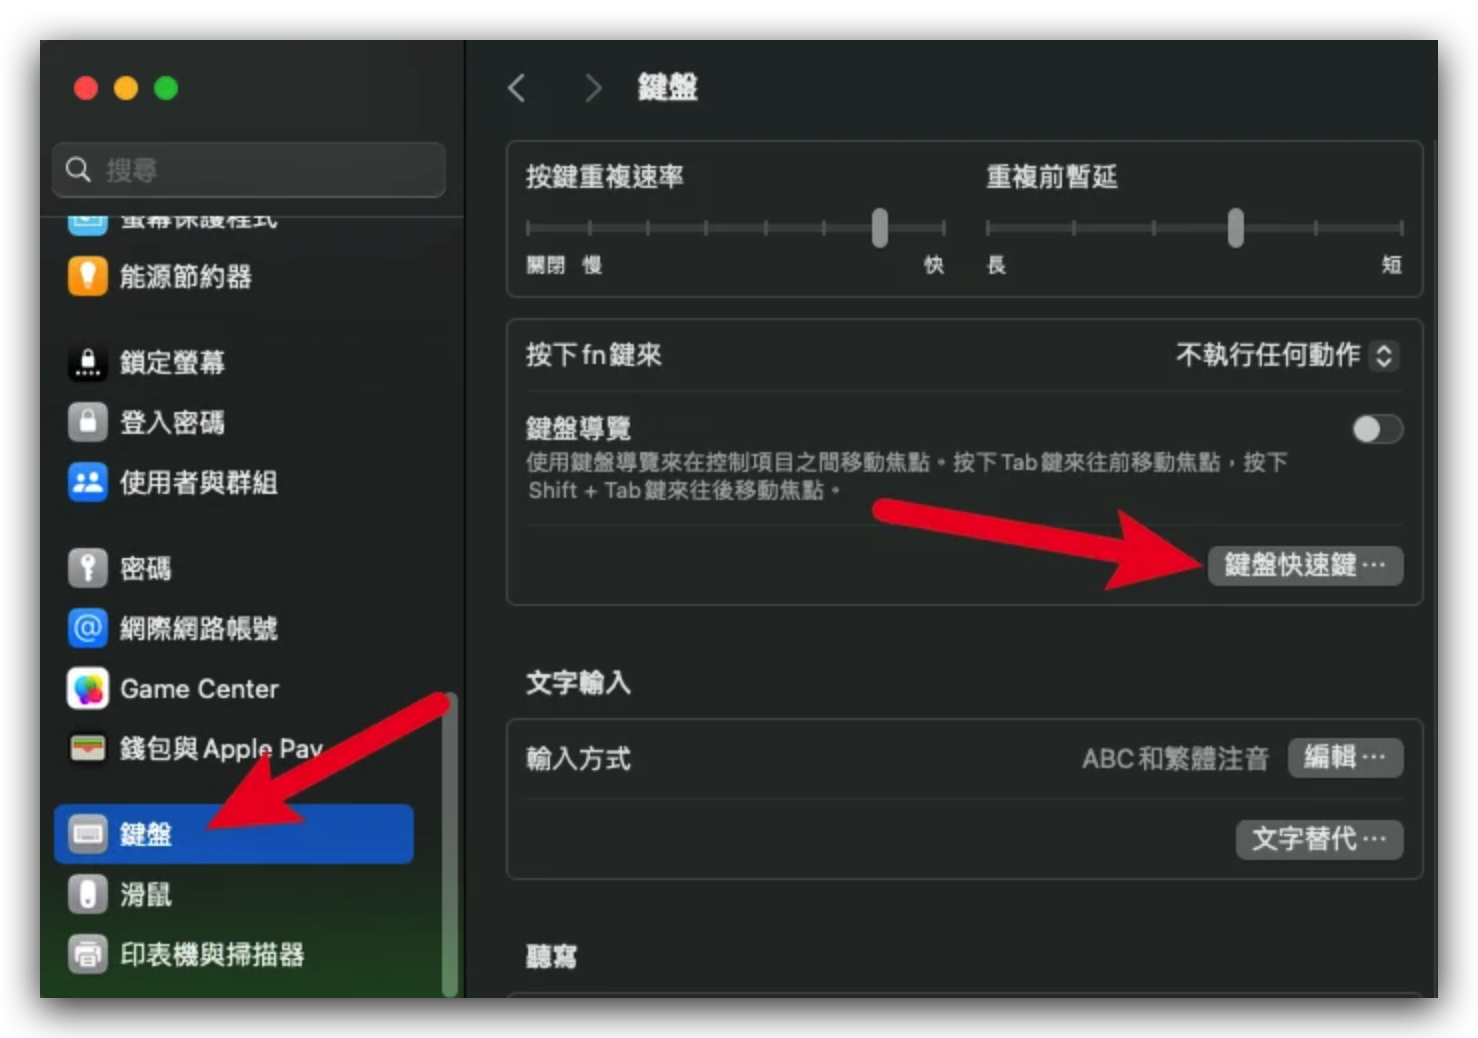 搜尋
螢幕保護程式
能源節約器
鎖定螢幕
登入密碼
使用者與群組
密碼
網際網路帳號
Game Center
錢包與 Apple Pay
鍵盤
滑鼠
印表機與掃描器
鍵盤
按鍵重複速率
重複前暫延
關閉 慢 快
長 短
按下 fn 鍵來 不執行任何動作
鍵盤導覽
使用鍵盤導覽來在控制項目之間移動焦點。按下 Tab 鍵來往前移動焦點，按下
Shift + Tab 鍵來往後移動焦點。
鍵盤快速鍵⋯
文字輸入
輸入方式 ABC 和繁體注音 編輯⋯
文字替代⋯
聽寫